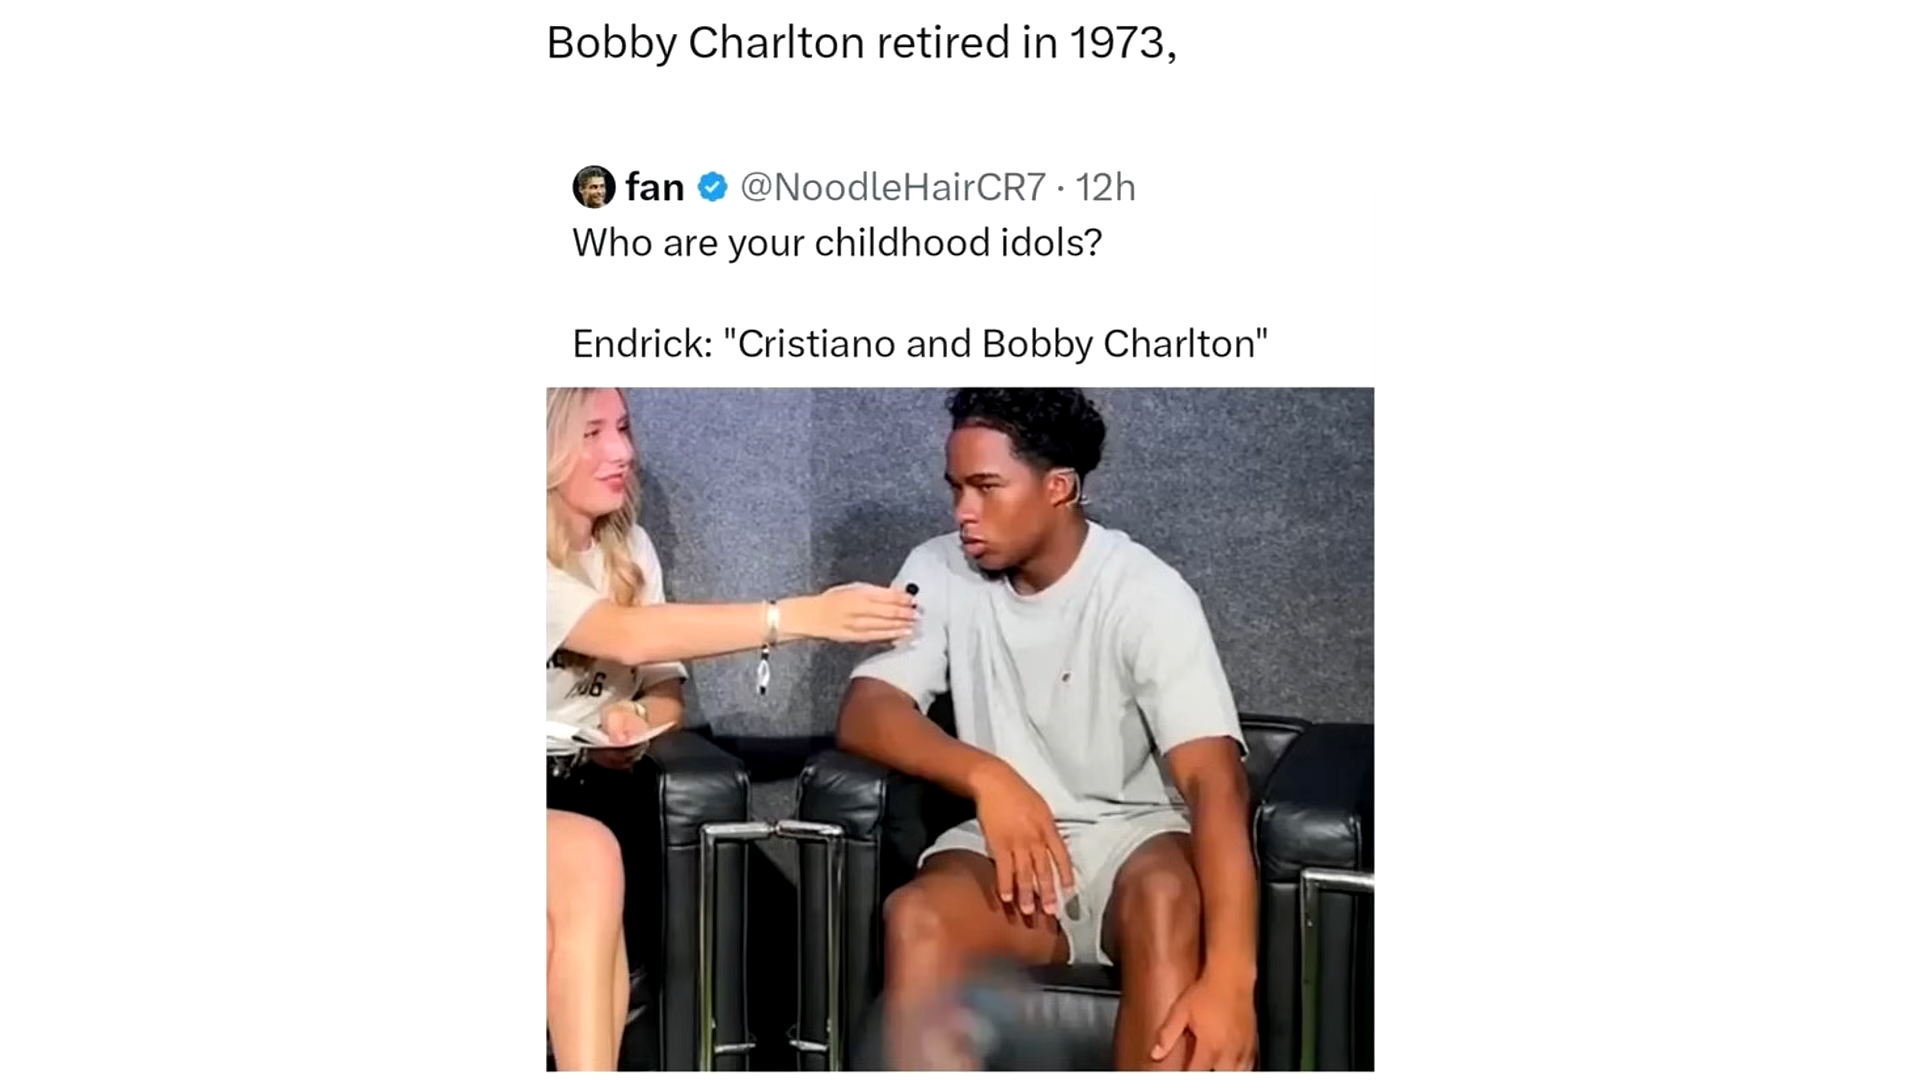 Bobby Charlton retired in 1973,
fan @NoodleHairCR7 · 12h
Who are your childhood idols?
Endrick: "Cristiano and Bobby Charlton"